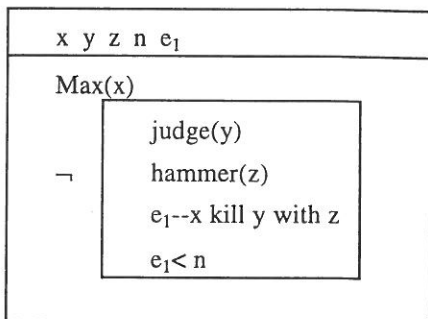 x y z n e₁
Max(x)
judge(y)
¬ hammer(z)
e₁--x kill y with z
e₁< n